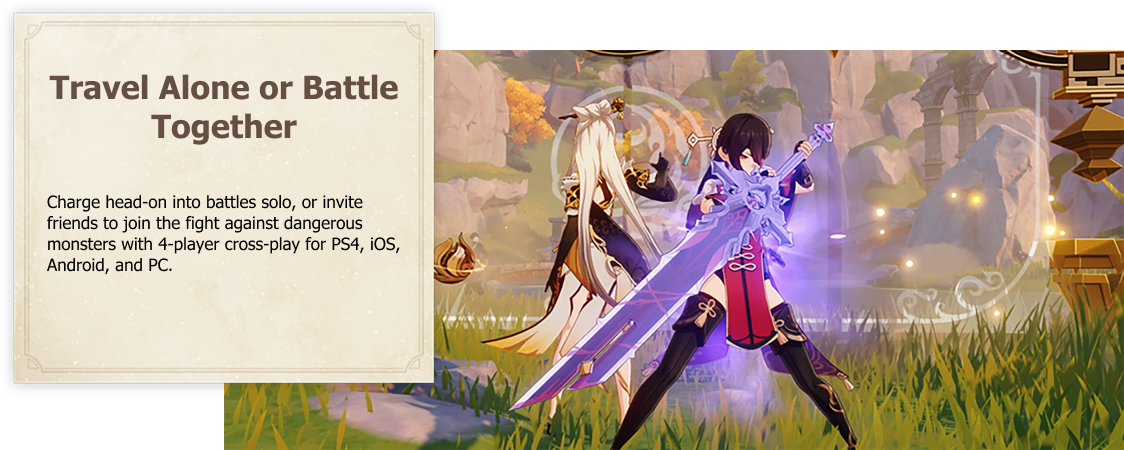 Travel Alone or Battle
Together
Charge head-on into battles solo, or invite
friends to join the fight against dangerous
monsters with 4-player cross-play for PS4, iOS,
Android, and PC.